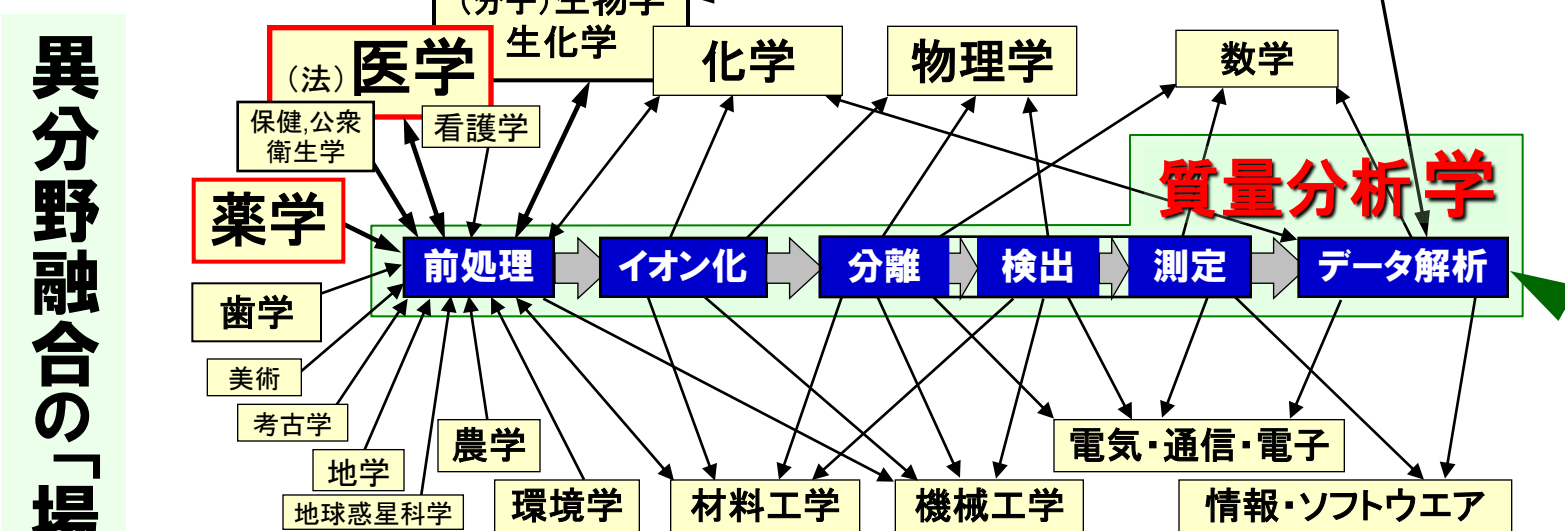 異分野融合の「場
(分子)生物学
生化学
(法)医学
化学
物理学
数学
保健,公衆
衛生学
看護学
質量分析学
薬学
前処理
イオン化
分離
検出
測定
データ解析
歯学
美術
考古学
農学
電気・通信・電子
地学
地球惑星科学
環境学
材料工学
機械工学
情報・ソフトウエア